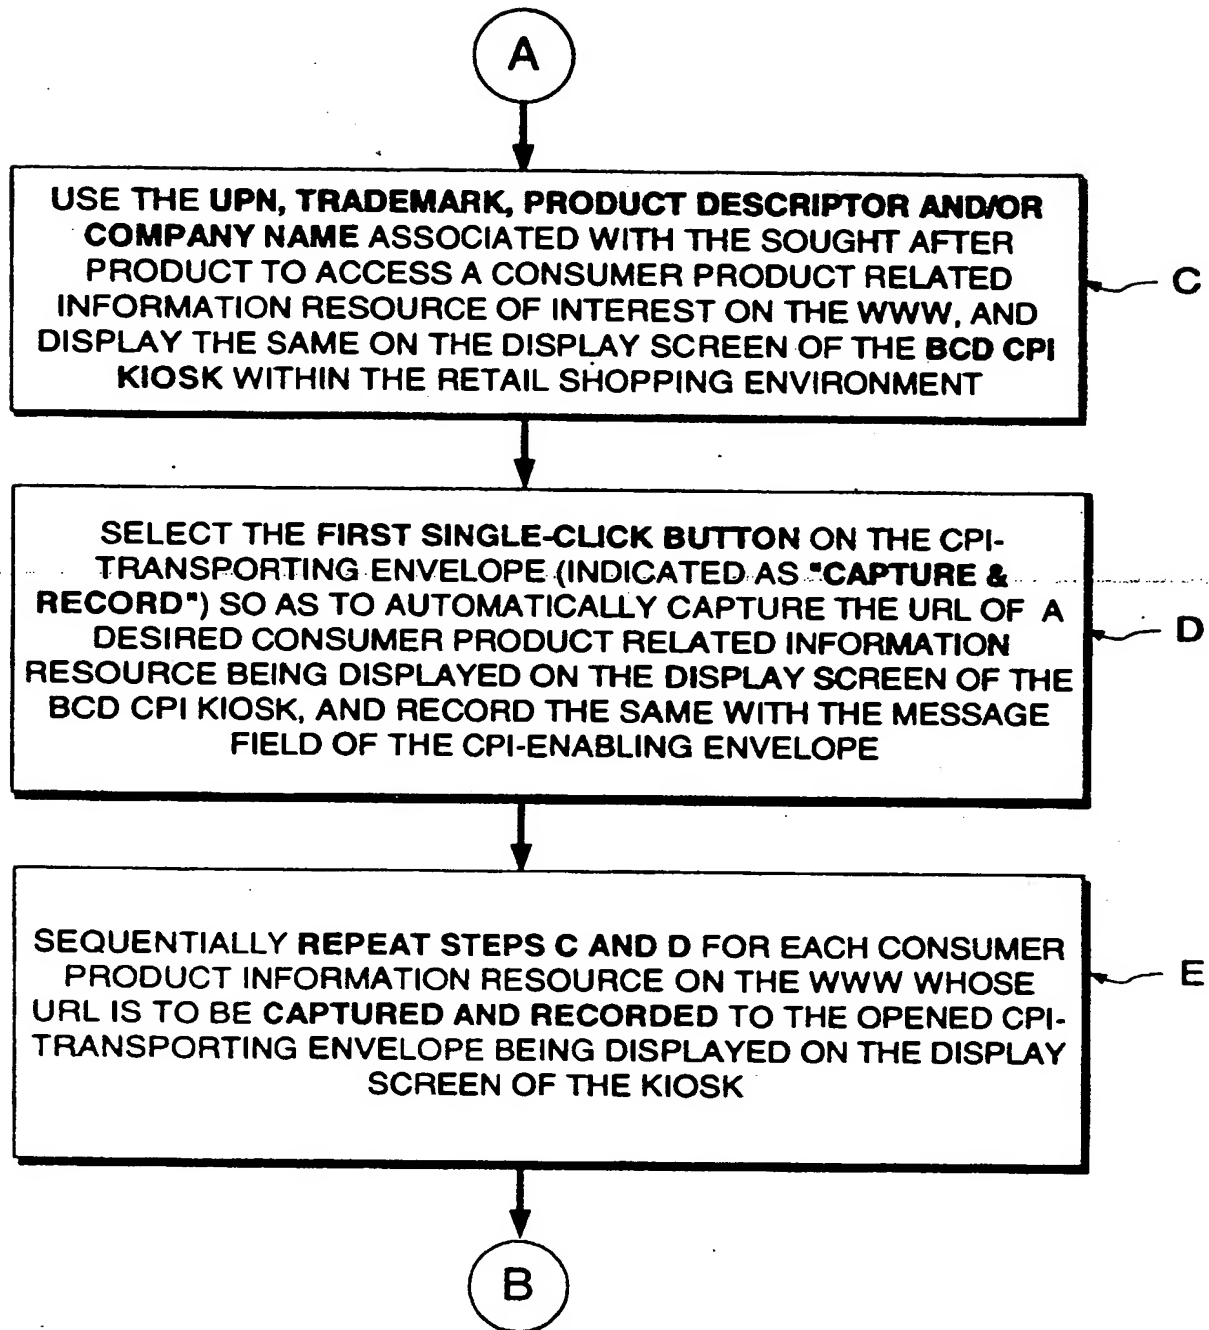 A
USE THE UPN, TRADEMARK, PRODUCT DESCRIPTOR AND/OR
COMPANY NAME ASSOCIATED WITH THE SOUGHT AFTER
PRODUCT TO ACCESS A CONSUMER PRODUCT RELATED
INFORMATION RESOURCE OF INTEREST ON THE WWW, AND
DISPLAY THE SAME ON THE DISPLAY SCREEN OF THE BCD CPI
KIOSK WITHIN THE RETAIL SHOPPING ENVIRONMENT
C
SELECT THE FIRST SINGLE-CLICK BUTTON ON THE CPI-
TRANSPORTING ENVELOPE (INDICATED AS "CAPTURE &
RECORD") SO AS TO AUTOMATICALLY CAPTURE THE URL OF A
DESIRED CONSUMER PRODUCT RELATED INFORMATION
RESOURCE BEING DISPLAYED ON THE DISPLAY SCREEN OF THE
BCD CPI KIOSK, AND RECORD THE SAME WITH THE MESSAGE
FIELD OF THE CPI-ENABLING ENVELOPE
D
SEQUENTIALLY REPEAT STEPS C AND D FOR EACH CONSUMER
PRODUCT INFORMATION RESOURCE ON THE WWW WHOSE
URL IS TO BE CAPTURED AND RECORDED TO THE OPENED CPI-
TRANSPORTING ENVELOPE BEING DISPLAYED ON THE DISPLAY
SCREEN OF THE KIOSK
E
B